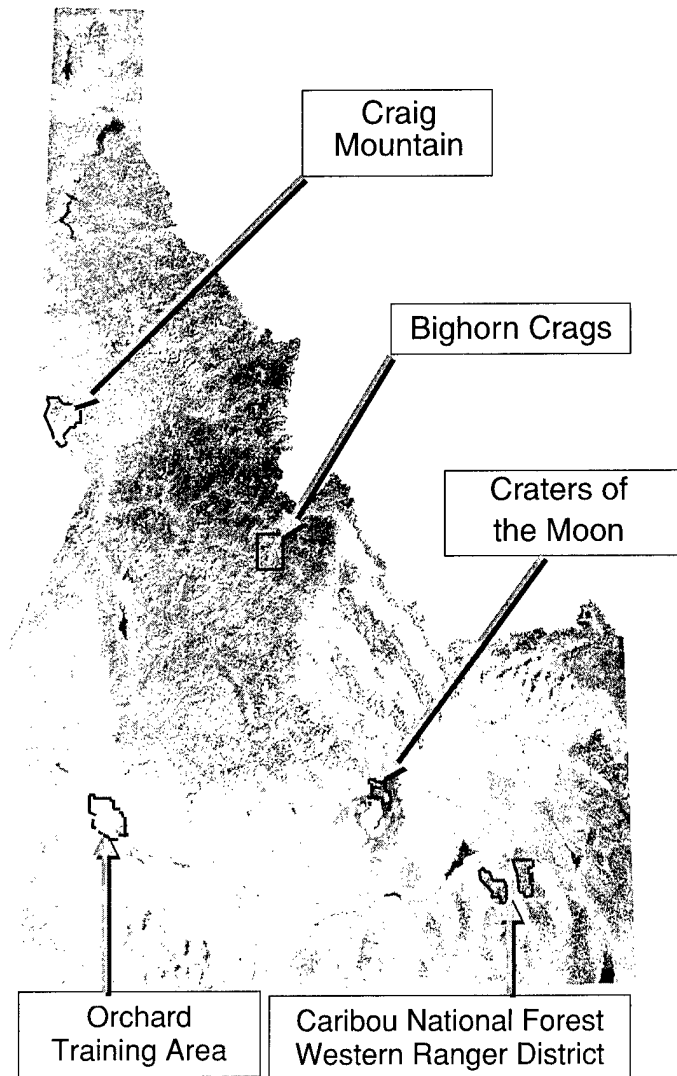 Craig
Mountain
Bighorn Crags
Craters of
the Moon
Orchard
Training Area
Caribou National Forest
Western Ranger District